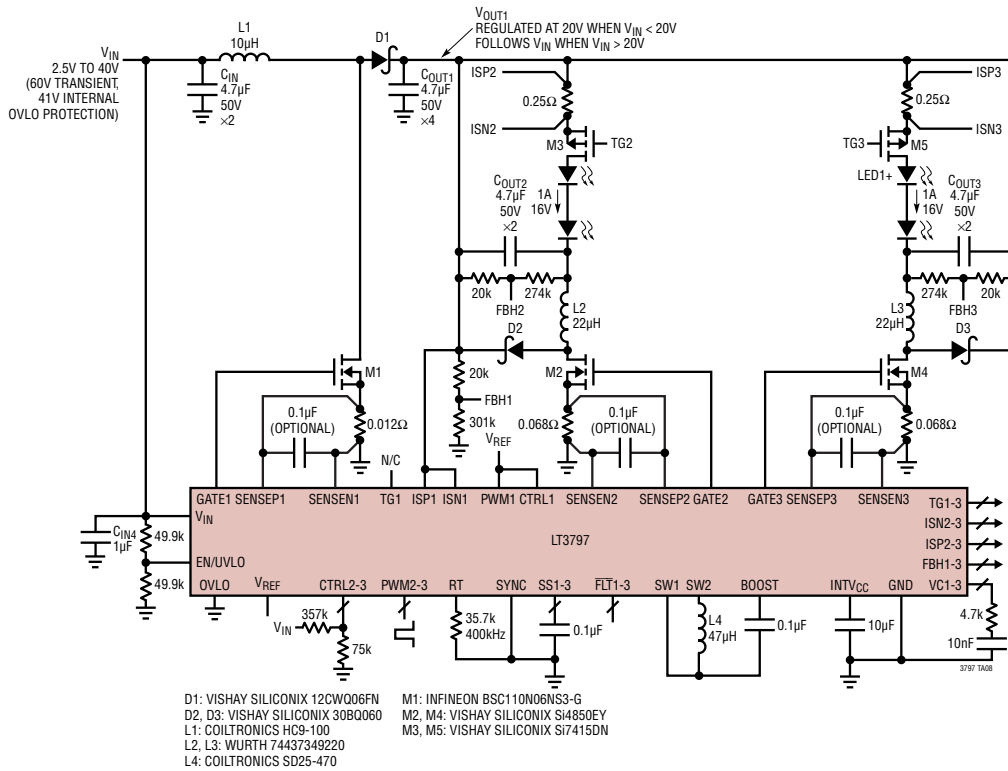 VOUT1
REGULATED AT 20V WHEN VIN < 20V
FOLLOWS VIN WHEN VIN > 20V
L1
10µH
D1
VIN
2.5V TO 40V
(60V TRANSIENT,
41V INTERNAL
OVLO PROTECTION)
CIN
4.7µF
50V
×2
COUT1
4.7µF
50V
×4
ISP2
0.25Ω
ISN2
M3
TG2
ISP3
0.25Ω
ISN3
TG3
M5
LED1+
COUT2
4.7µF
50V
×2
1A
16V
1A
16V
COUT3
4.7µF
50V
×2
20k
274k
FBH2
L2
22µH
D2
274k
20k
FBH3
L3
22µH
D3
M1
20k
FBH1
301k
VREF
M2
M4
0.1µF
(OPTIONAL)
0.012Ω
N/C
0.068Ω
0.1µF
(OPTIONAL)
0.1µF
(OPTIONAL)
0.068Ω
GATE1 SENSEP1 SENSEN1 TG1 ISP1 ISN1 PWM1 CTRL1 SENSEN2 SENSEP2 GATE2 GATE3 SENSEP3 SENSEN3
VIN
CIN4
1µF
49.9k
EN/UVLO
49.9k
LT3797
TG1-3
ISN2-3
ISP2-3
FBH1-3
OVLO VREF CTRL2-3 PWM2-3 RT SYNC SS1-3 FLT1-3 SW1 SW2 BOOST INTVCC GND VC1-3
VIN
357k
75k
35.7k
400kHz
0.1µF
L4
47µH
0.1µF
10µF
4.7k
10nF
3797 TA08
D1: VISHAY SILICONIX 12CWQ06FN
D2, D3: VISHAY SILICONIX 30BQ060
L1: COILTRONICS HC9-100
L2, L3: WURTH 74437349220
L4: COILTRONICS SD25-470
M1: INFINEON BSC110N06NS3-G
M2, M4: VISHAY SILICONIX Si4850EY
M3, M5: VISHAY SILICONIX Si7415DN